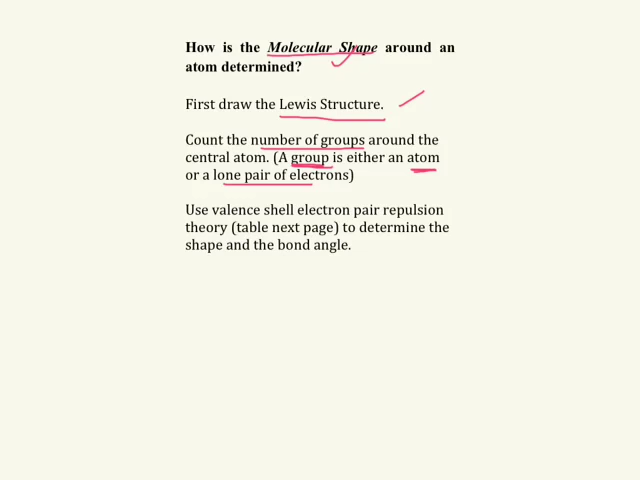 How is the Molecular Shape around an
atom determined?
First draw the Lewis Structure.
Count the number of groups around the
central atom. (A group is either an atom
or a lone pair of electrons)
Use valence shell electron pair repulsion
theory (table next page) to determine the
shape and the bond angle.